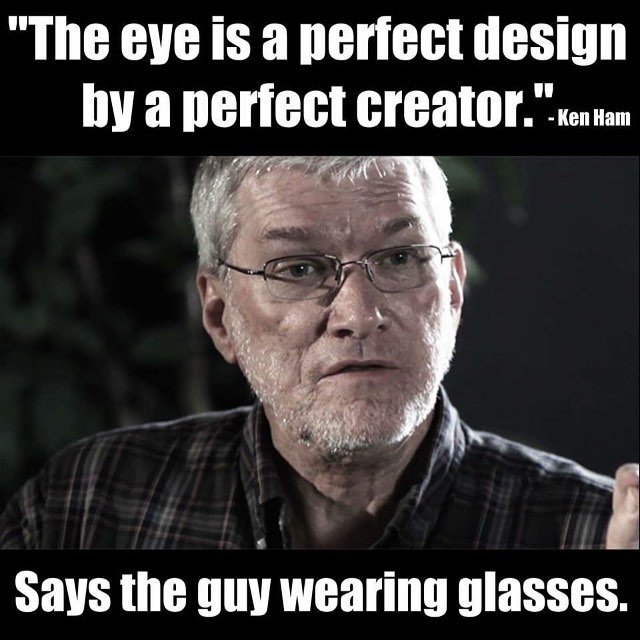 "The eye is a perfect design
by a perfect creator." - Ken Ham
Says the guy wearing glasses.